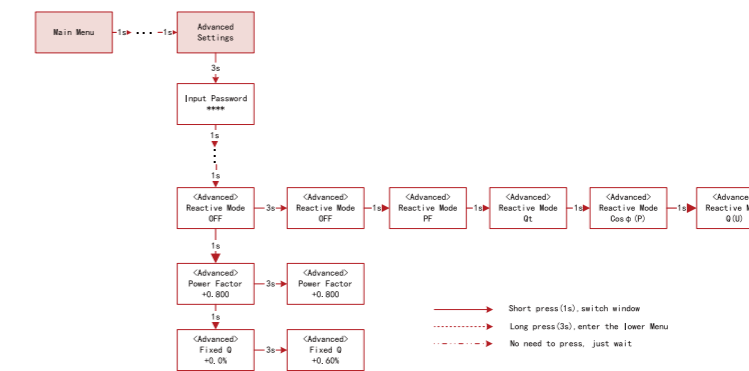 Main Menu
1s
1s
Advanced
Settings
3s
Input Password
****
1s
1s
<Advanced>
Reactive Mode
OFF
3s
<Advanced>
Reactive Mode
OFF
1s
<Advanced>
Reactive Mode
PF
1s
<Advanced>
Reactive Mode
Qt
1s
<Advanced>
Reactive Mode
Cosφ(P)
1s
<Advance
Reactive M
Q(U)
1s
<Advanced>
Power Factor
+0.800
3s
<Advanced>
Power Factor
+0.800
1s
<Advanced>
Fixed Q
+0.0%
3s
<Advanced>
Fixed Q
+0.60%
Short press(1s),switch window
Long press(3s),enter the lower Menu
No need to press, just wait